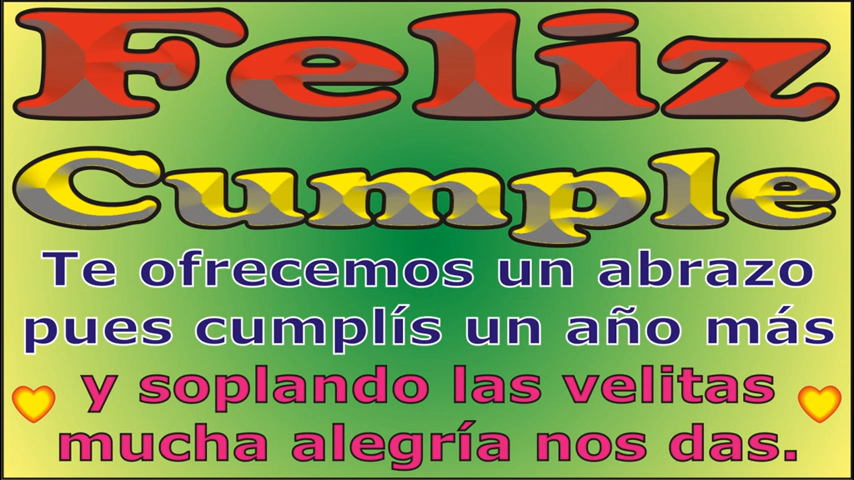 Feliz
Cumple
Te ofrecemos un abrazo
pues cumplís un año más
y soplando las velitas
mucha alegría nos das.